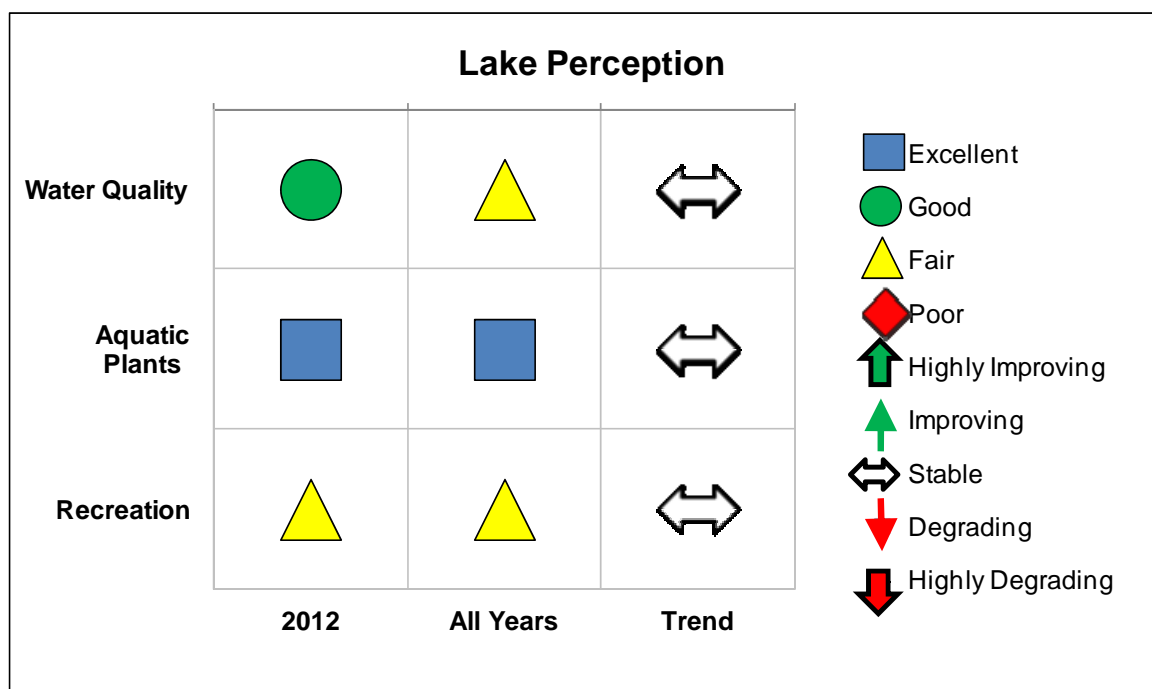 Lake Perception
Water Quality
Aquatic
Plants
Recreation
2012
All Years
Trend
Excellent
Good
Fair
Poor
Highly Improving
Improving
Stable
Degrading
Highly Degrading